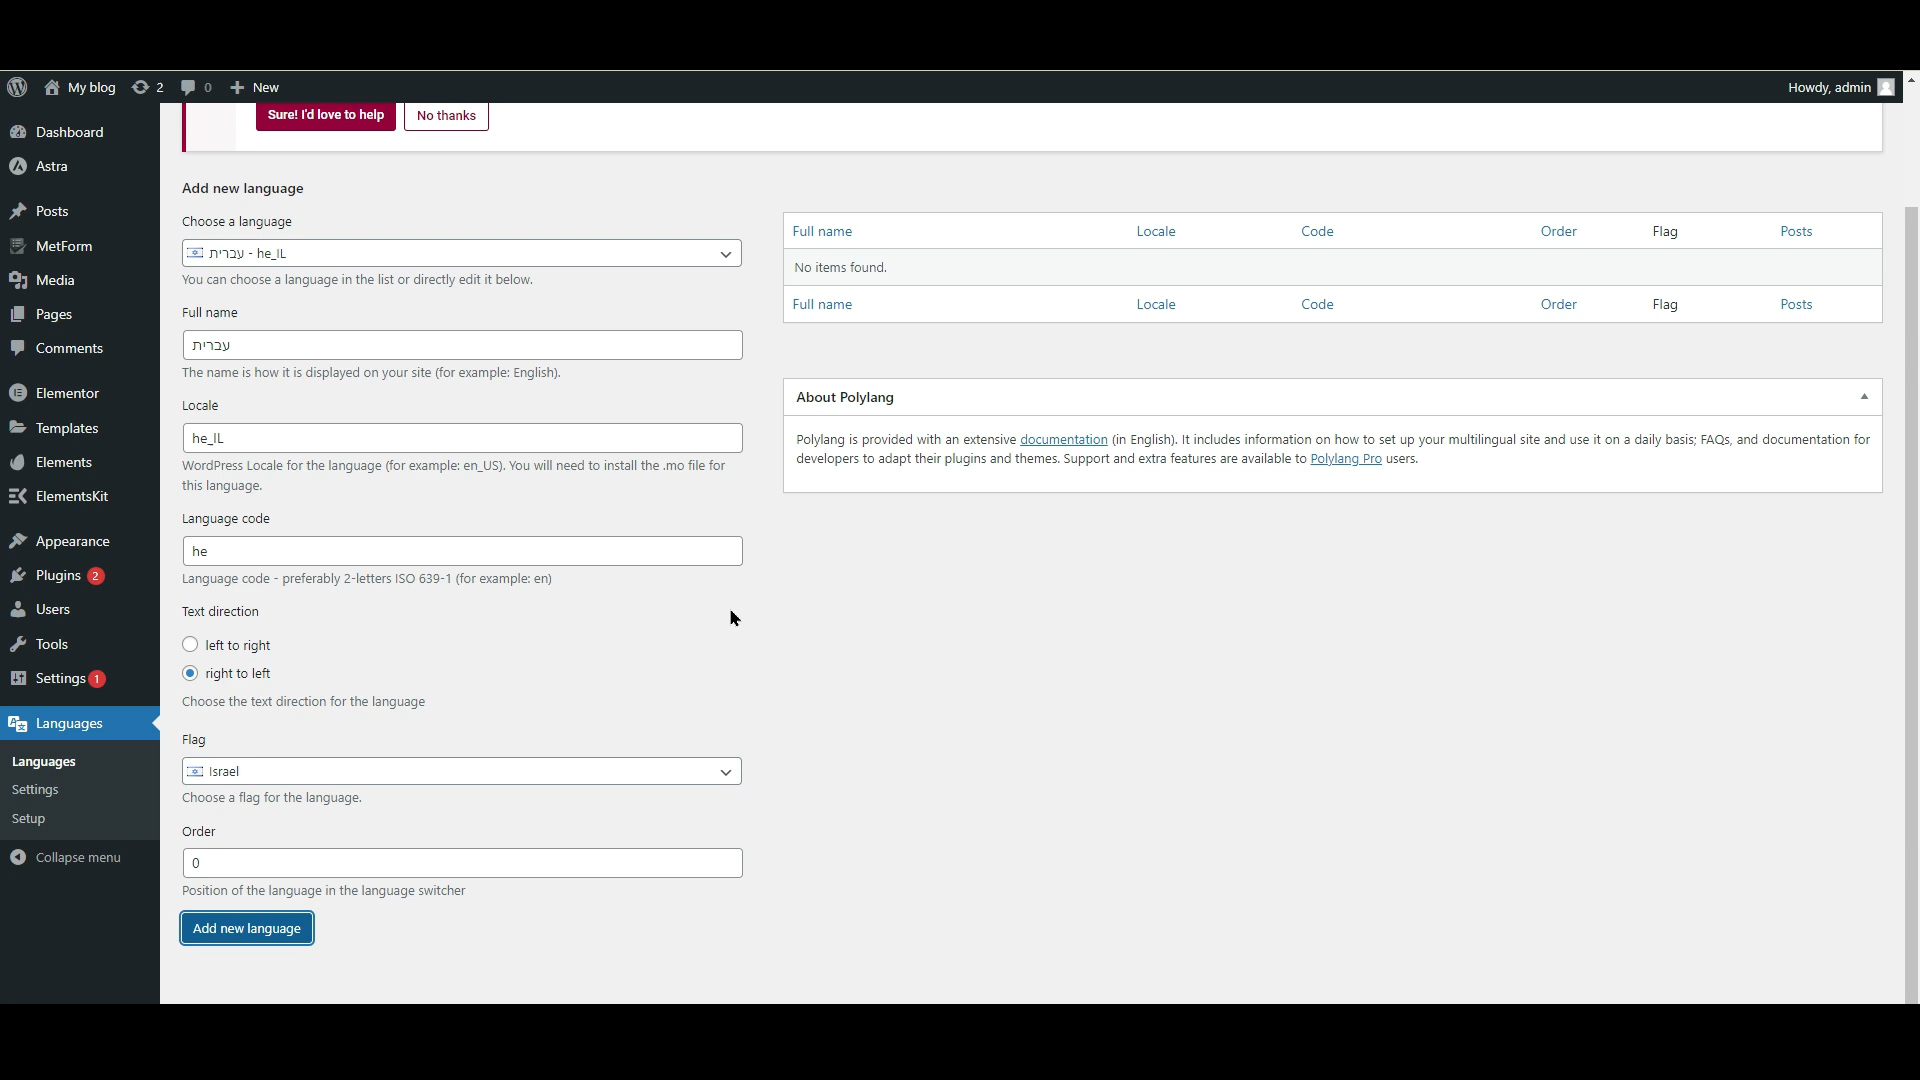 My blog 2 0 New
Howdy, admin
Dashboard
Astra
Posts
MetForm
Media
Pages
Comments
Elementor
Templates
Elements
ElementsKit
Appearance
Plugins 2
Users
Tools
Settings 1
Languages
Languages
Settings
Setup
Collapse menu
Sure! I'd love to help
No thanks
Add new language
Choose a language
עברית - he_IL
You can choose a language in the list or directly edit it below.
Full name
עברית
The name is how it is displayed on your site (for example: English).
Locale
he_IL
WordPress Locale for the language (for example: en_US). You will need to install the .mo file for
this language.
Language code
he
Language code - preferably 2-letters ISO 639-1 (for example: en)
Text direction
left to right
right to left
Choose the text direction for the language
Flag
Israel
Choose a flag for the language.
Order
0
Position of the language in the language switcher
Add new language
Full name Locale Code Order Flag Posts
No items found.
Full name Locale Code Order Flag Posts
About Polylang
Polylang is provided with an extensive documentation (in English). It includes information on how to set up your multilingual site and use it on a daily basis; FAQs, and documentation for
developers to adapt their plugins and themes. Support and extra features are available to Polylang Pro users.